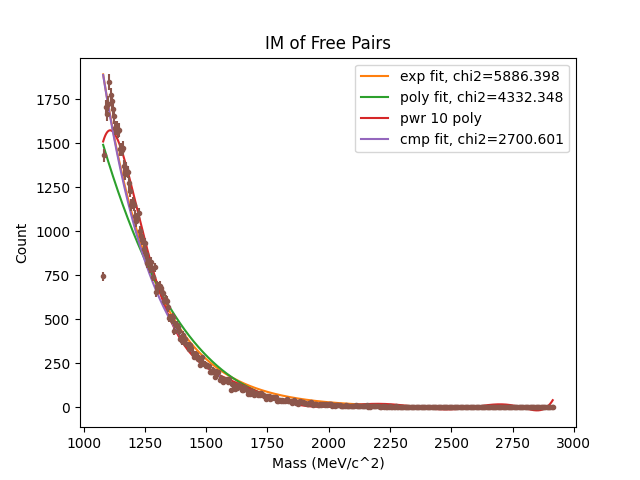 IM of Free Pairs
exp fit, chi2=5886.398
poly fit, chi2=4332.348
pwr 10 poly
cmp fit, chi2=2700.601
Count
1750
1500
1250
1000
750
500
250
0
1000 1250 1500 1750 2000 2250 2500 2750 3000
Mass (MeV/c^2)